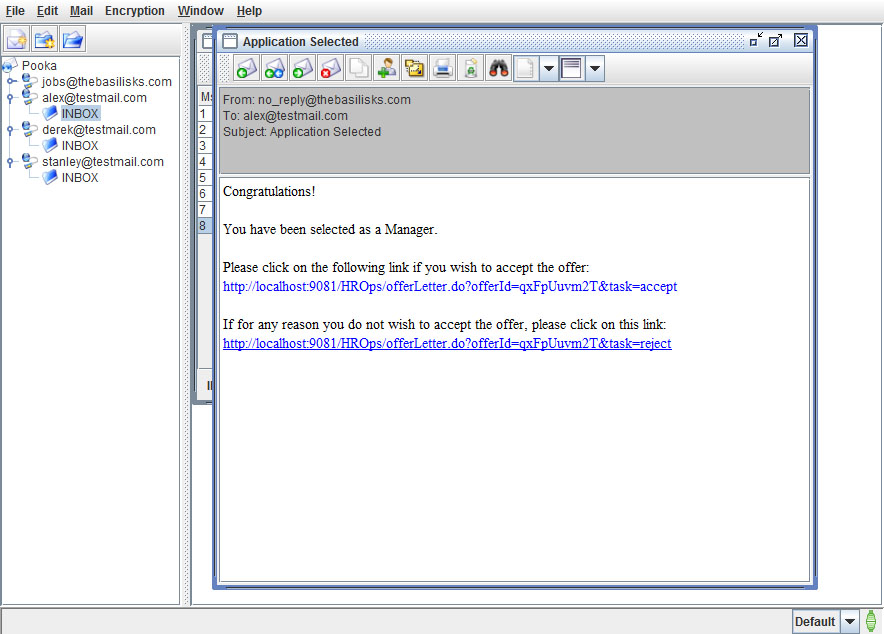 File Edit Mail Encryption Window Help
Application Selected
Pooka
jobs@thebasilisks.com
alex@testmail.com
INBOX
derek@testmail.com
INBOX
stanley@testmail.com
INBOX
1
2
3
4
5
6
7
8
From: no_reply@thebasilisks.com
To: alex@testmail.com
Subject: Application Selected
Congratulations!
You have been selected as a Manager.
Please click on the following link if you wish to accept the offer:
http://localhost:9081/HROps/offerLetter.do?offerId=qxFpUuvm2T&task=accept
If for any reason you do not wish to accept the offer, please click on this link:
http://localhost:9081/HROps/offerLetter.do?offerId=qxFpUuvm2T&task=reject
Default